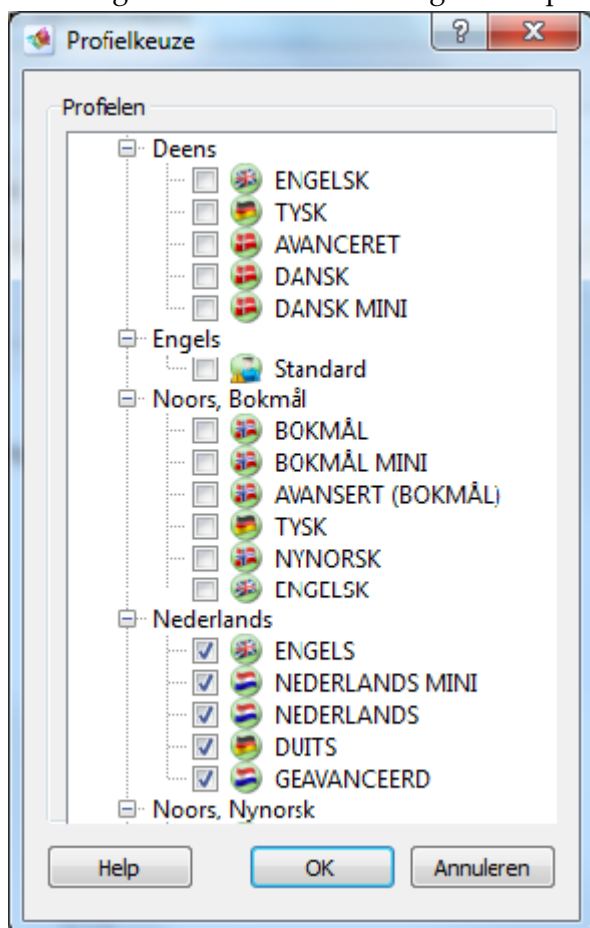 Profielkeuze
Profielen
Deens
ENGELSK
TYSK
AVANCERET
DANSK
DANSK MINI
Engels
Standard
Noors, Bokmål
BOKMÅL
BOKMÅL MINI
AVANSERT (BOKMÅL)
TYSK
NYNORSK
ENGELSK
Nederlands
ENGELS
NEDERLANDS MINI
NEDERLANDS
DUITS
GEAVANCEERD
Noors, Nynorsk
Help OK Annuleren